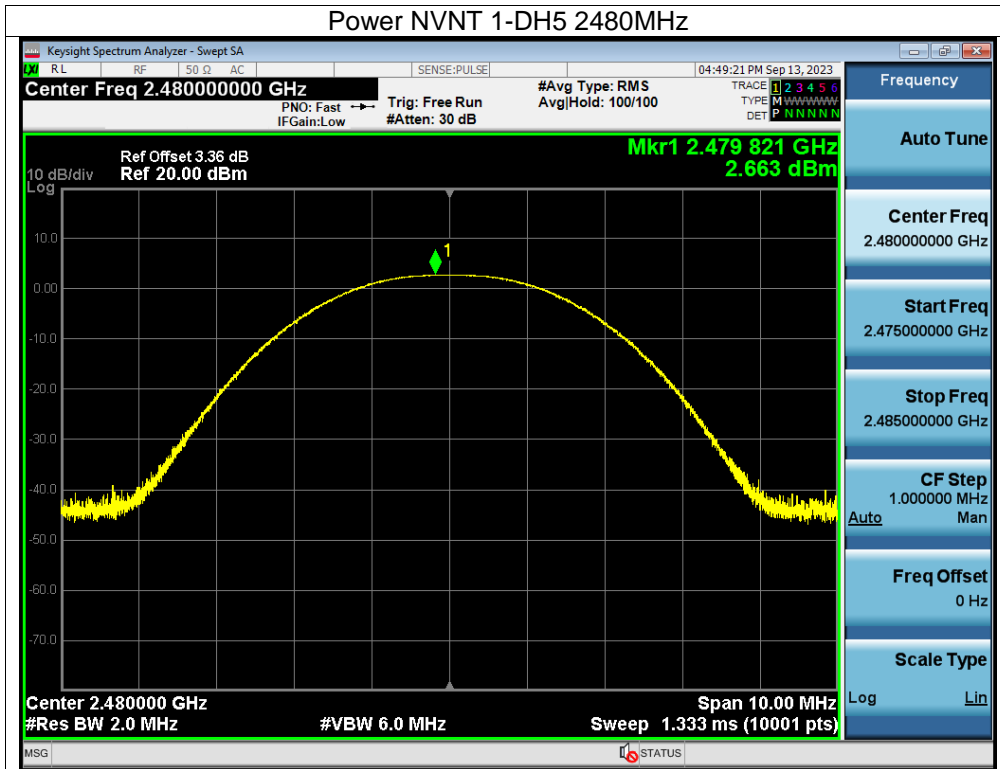 Power NVNT 1-DH5 2480MHz
Keysight Spectrum Analyzer - Swept SA
LXI RL RF 50 Ω AC SENSE:PULSE 04:49:21 PM Sep 13, 2023
Center Freq 2.480000000 GHz
PNO: Fast
IFGain:Low
Trig: Free Run
#Atten: 30 dB
#Avg Type: RMS
Avg|Hold: 100/100
TRACE 1 2 3 4 5 6
TYPE M WWWWW
DET P N N N N N
Mkr1 2.479 821 GHz
2.663 dBm
Ref Offset 3.36 dB
10 dB/div Ref 20.00 dBm
Log
10.0
0.00
-10.0
-20.0
-30.0
-40.0
-50.0
-60.0
-70.0
1
Center 2.480000 GHz Span 10.00 MHz
#Res BW 2.0 MHz #VBW 6.0 MHz Sweep 1.333 ms (10001 pts)
MSG STATUS
Frequency
Auto Tune
Center Freq
2.480000000 GHz
Start Freq
2.475000000 GHz
Stop Freq
2.485000000 GHz
CF Step
1.000000 MHz
Auto Man
Freq Offset
0 Hz
Scale Type
Log Lin